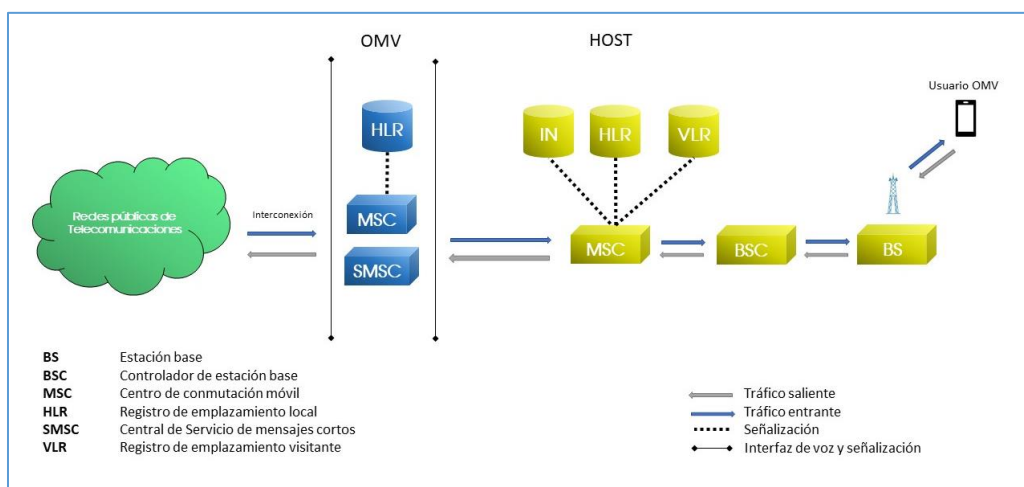 OMV
HOST
Usuario OMV
HLR
IN
HLR
VLR
Redes públicas de
Telecomunicaciones
Interconexión
MSC
SMSC
MSC
BSC
BS
BS Estación base
BSC Controlador de estación base
MSC Centro de conmutación móvil
HLR Registro de emplazamiento local
SMSC Central de Servicio de mensajes cortos
VLR Registro de emplazamiento visitante
Tráfico saliente
Tráfico entrante
Señalización
Interfaz de voz y señalización